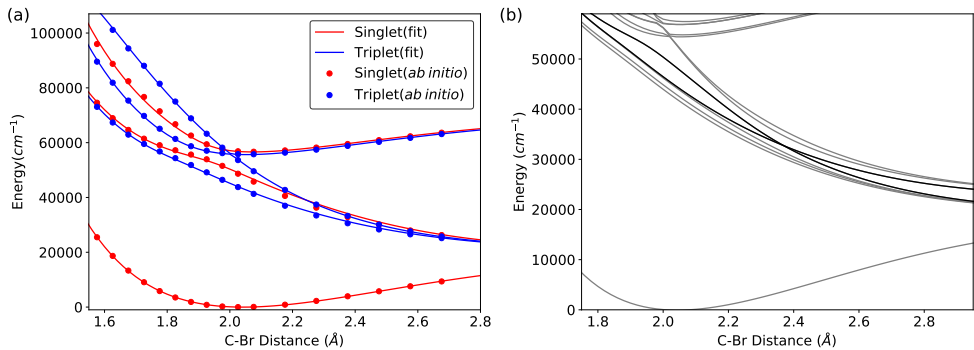 (a)
Singlet(fit)
Triplet(fit)
Singlet(ab initio)
Triplet(ab initio)
100000
80000
60000
40000
20000
0
Energy(cm⁻¹)
1.6 1.8 2.0 2.2 2.4 2.6 2.8
C-Br Distance (Å)
(b)
50000
40000
30000
20000
10000
0
Energy (cm⁻¹)
1.8 2.0 2.2 2.4 2.6 2.8
C-Br Distance (Å)